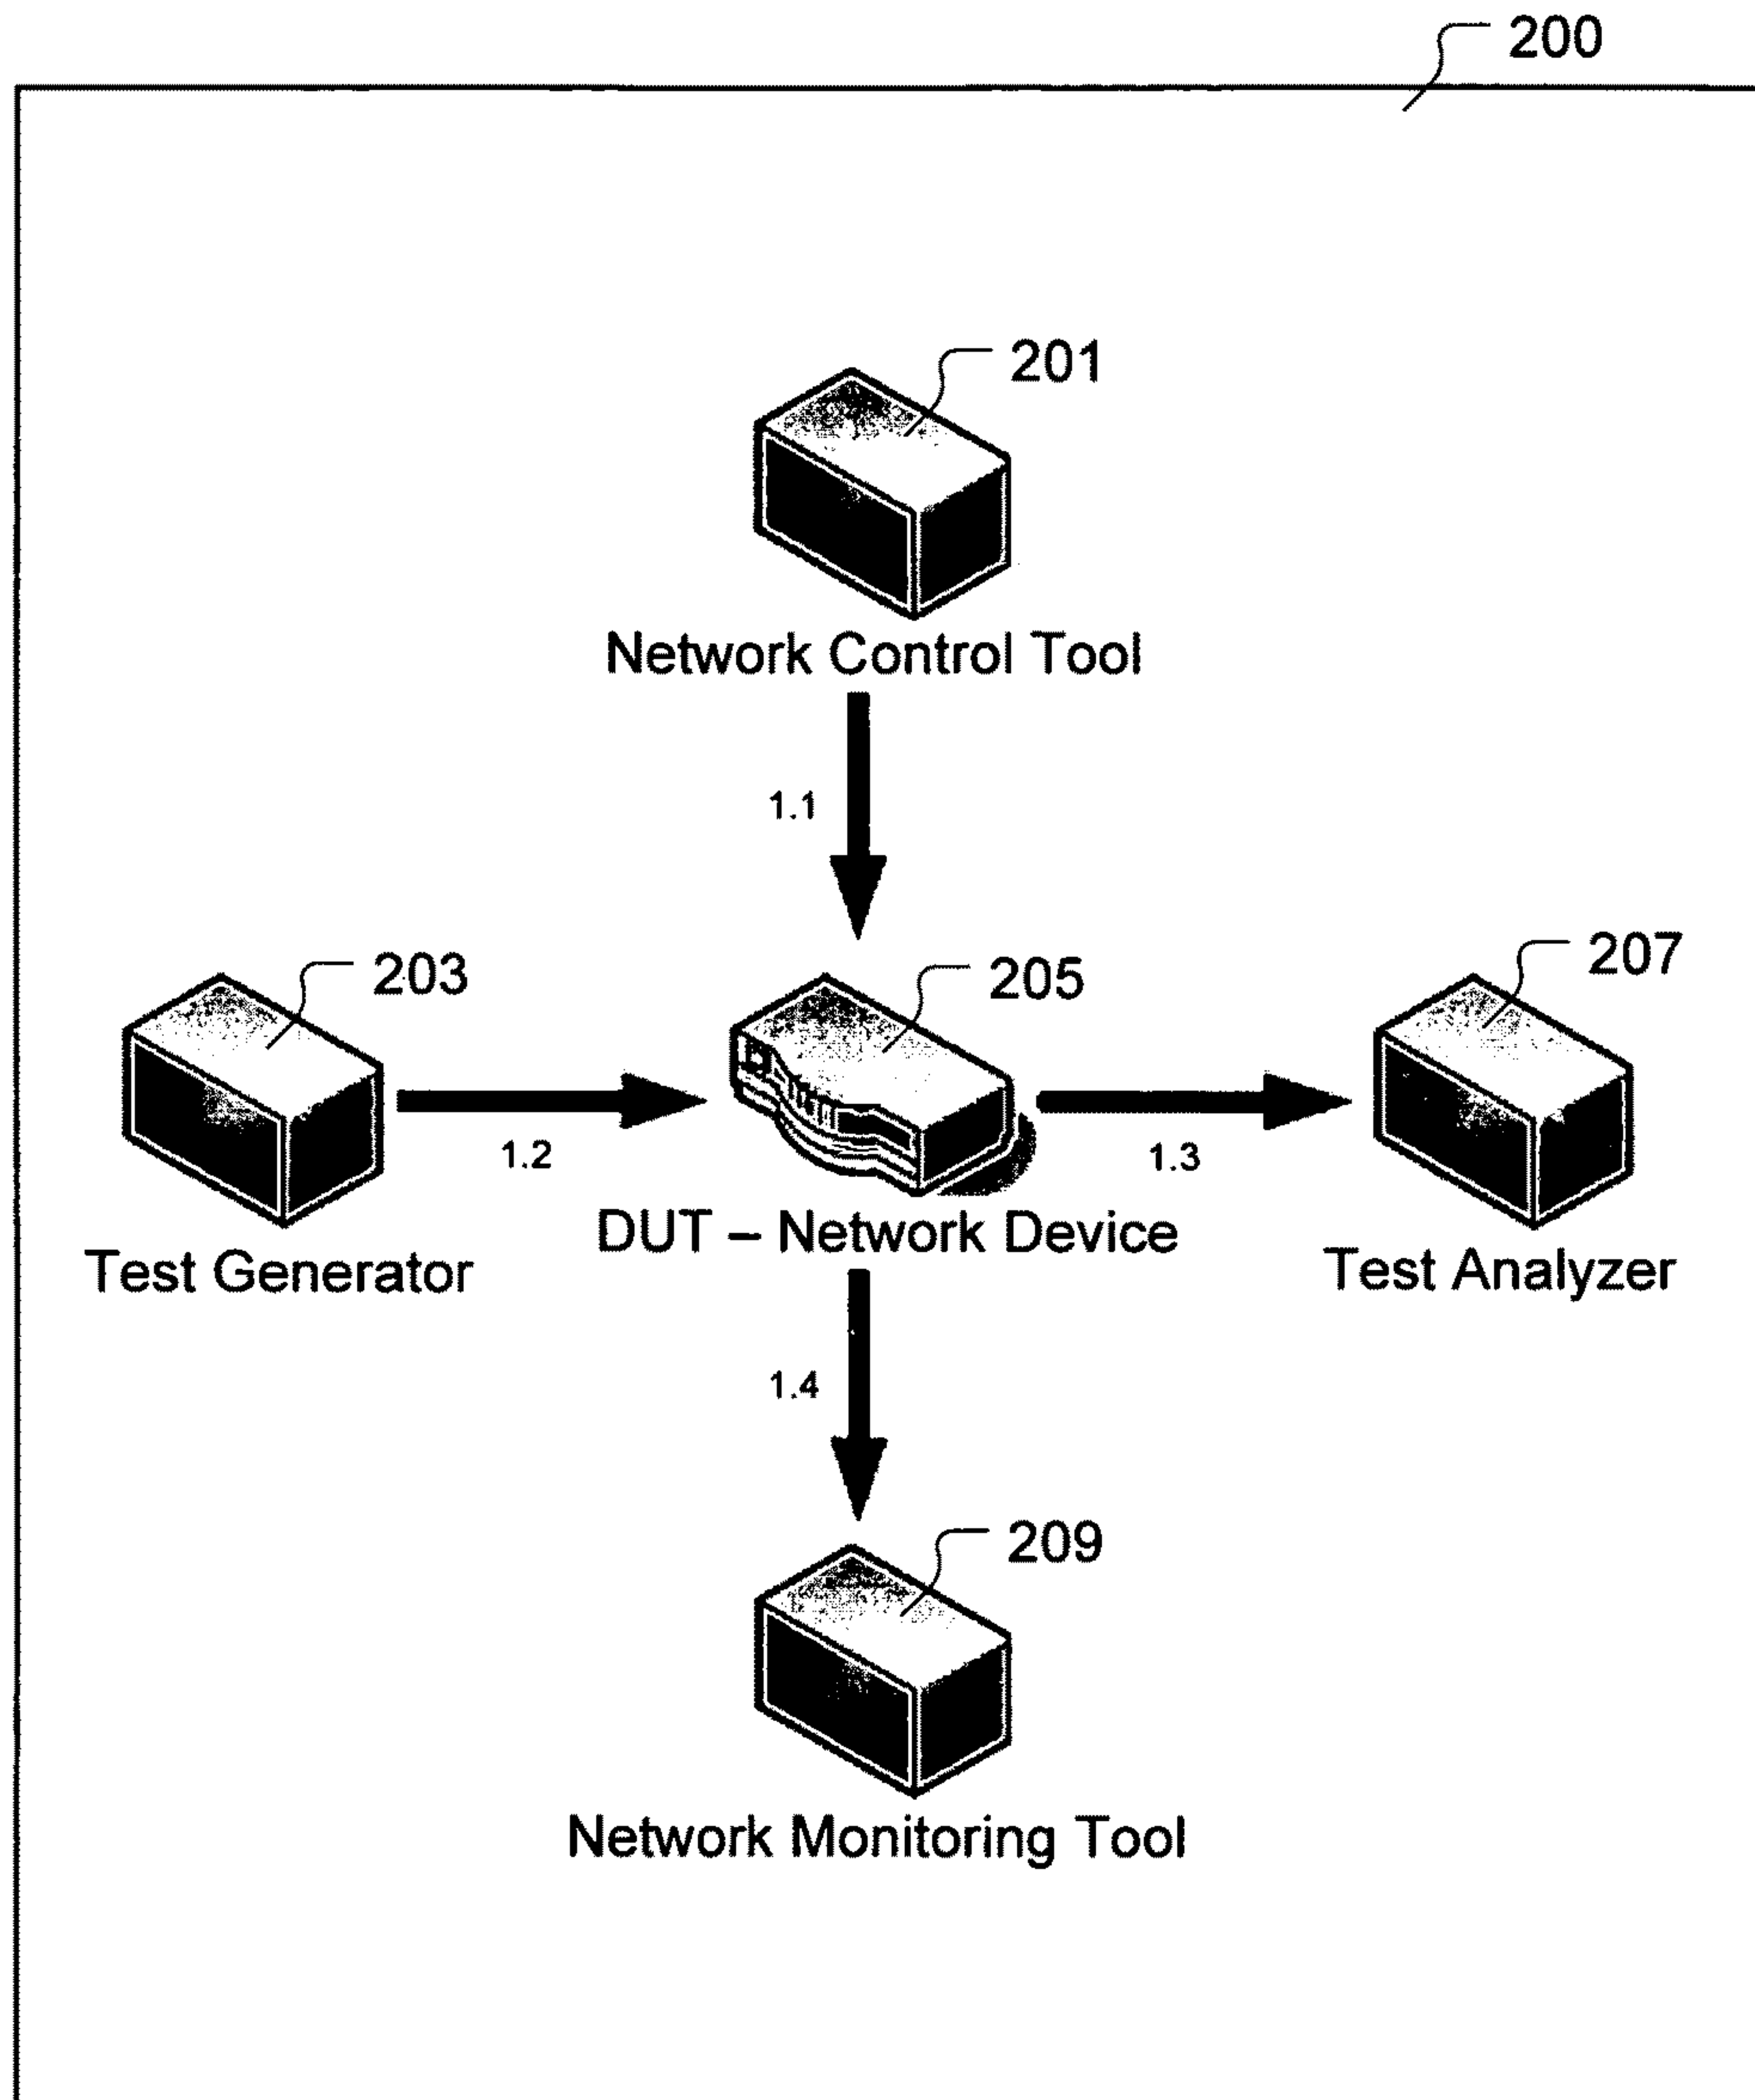 200
201
Network Control Tool
1.1
203
205
207
1.2
1.3
DUT – Network Device
Test Generator
Test Analyzer
1.4
209
Network Monitoring Tool